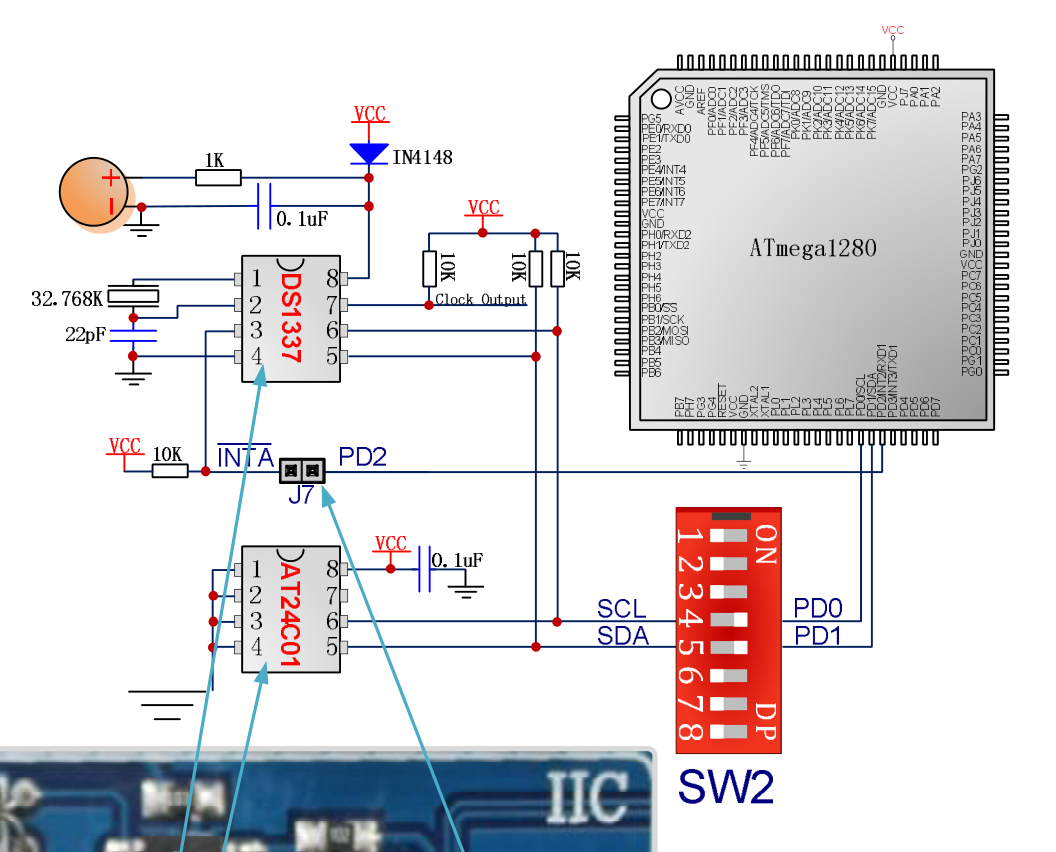 VCC
VCC
IN4148
1K
+
-
0.1uF
VCC
10K
10K
10K
Clock Output
32.768K
22pF
DS1337
1 8
2 7
3 6
4 5
VCC
10K
INTA
PD2
J7
VCC
0.1uF
AT24C01
1 8
2 7
3 6
4 5
SCL
SDA
PD0
PD1
ON
1
2
3
4
5
6
7
8
DP
SW2
IIC
ATmega1280
AVCC
GND
AREF
PF0/ADC0
PF1/ADC1
PF2/ADC2
PF3/ADC3
PF4/ADC4/TCK
PF5/ADC5/TMS
PF6/ADC6/TDO
PF7/ADC7/TDI
PK0/ADC8
PK1/ADC9
PK2/ADC10
PK3/ADC11
PK4/ADC12
PK5/ADC13
PK6/ADC14
PK7/ADC15
GND
VCC
PJ7
PA0
PA1
PA2
PG5
PE0/RXD0
PE1/TXD0
PE2
PE3
PE4/INT4
PE5/INT5
PE6/INT6
PE7/INT7
VCC
GND
PH0/RXD2
PH1/TXD2
PH2
PH3
PH4
PH5
PH6
PB0/SS
PB1/SCK
PB2/MOSI
PB3/MISO
PB4
PB5
PB6
PA3
PA4
PA5
PA6
PA7
PG2
PJ6
PJ5
PJ4
PJ3
PJ2
PJ1
PJ0
GND
VCC
PC7
PC6
PC5
PC4
PC3
PC2
PC1
PC0
PG1
PG0
PB7
PH7
PG3
PG4
RESET
VCC
GND
XTAL2
XTAL1
PL0
PL1
PL2
PL3
PL4
PL5
PL6
PL7
PD0/SCL
PD1/SDA
PD2/INT2/RXD1
PD3/INT3/TXD1
PD4
PD5
PD6
PD7